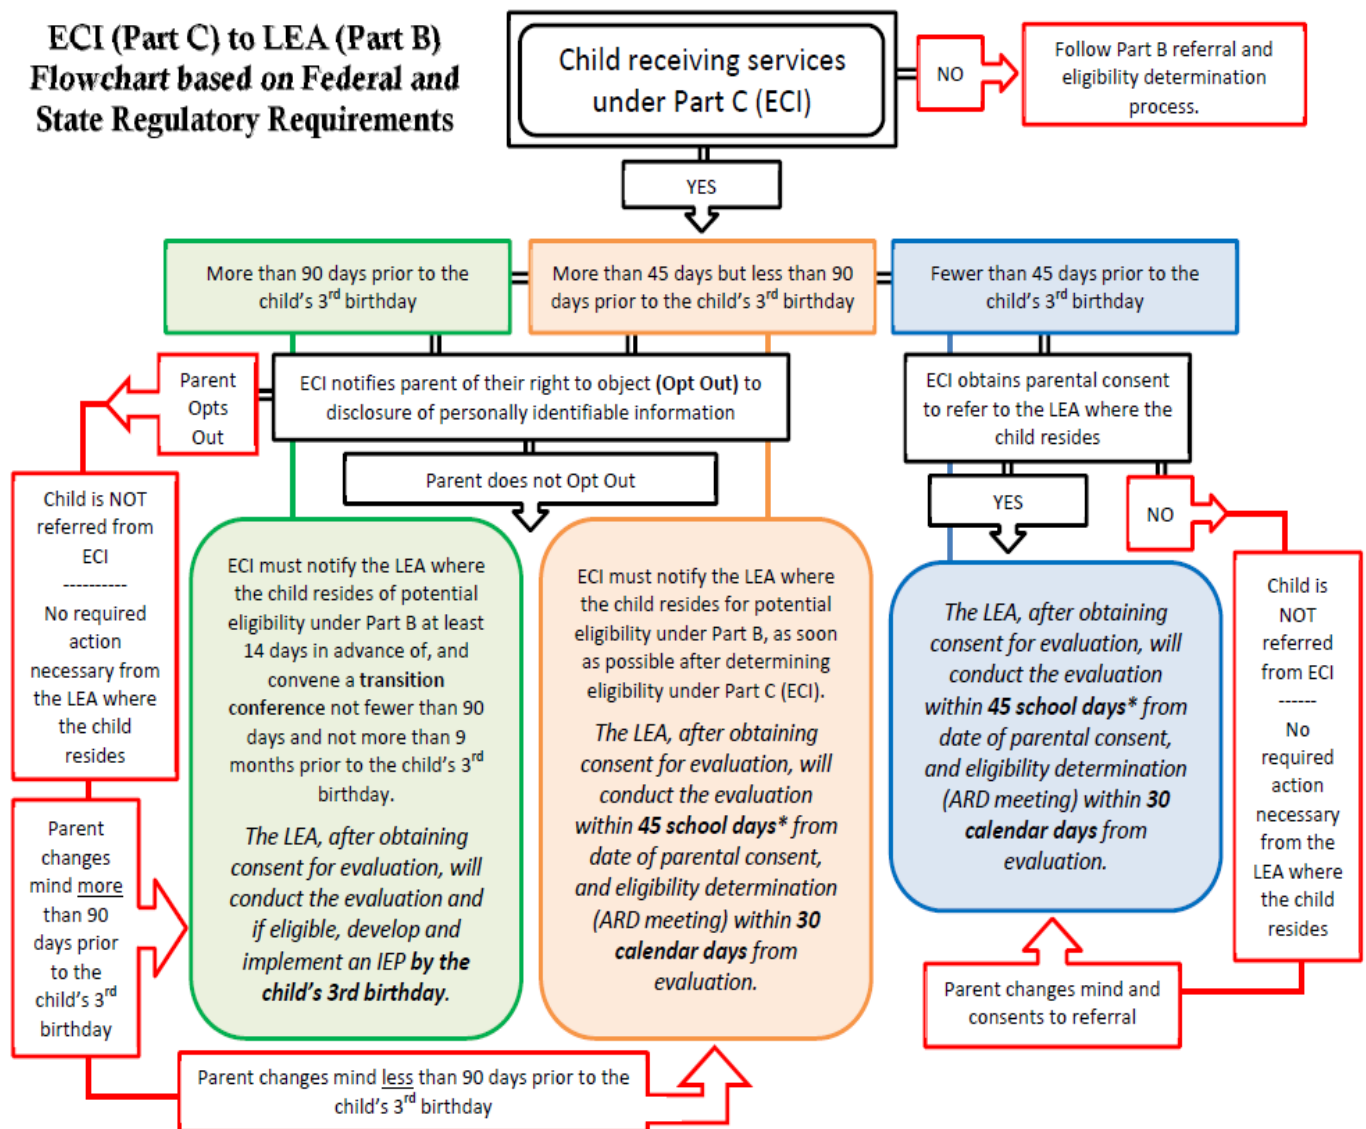 ECI (Part C) to LEA (Part B)
Flowchart based on Federal and
State Regulatory Requirements
Child receiving services
under Part C (ECI)
NO
Follow Part B referral and
eligibility determination
process.
YES
More than 90 days prior to the
child's 3rd birthday
More than 45 days but less than 90
days prior to the child's 3rd birthday
Fewer than 45 days prior to the
child's 3rd birthday
Parent
Opts
Out
ECI notifies parent of their right to object (Opt Out) to
disclosure of personally identifiable information
ECI obtains parental consent
to refer to the LEA where the
child resides
Parent does not Opt Out
YES
NO
Child is NOT
referred from
ECI
----------
No required
action
necessary from
the LEA where
the child
resides
ECI must notify the LEA where
the child resides of potential
eligibility under Part B at least
14 days in advance of, and
convene a transition
conference not fewer than 90
days and not more than 9
months prior to the child's 3rd
birthday.
The LEA, after obtaining
consent for evaluation, will
conduct the evaluation and
if eligible, develop and
implement an IEP by the
child's 3rd birthday.
ECI must notify the LEA where
the child resides for potential
eligibility under Part B, as soon
as possible after determining
eligibility under Part C (ECI).
The LEA, after obtaining
consent for evaluation, will
conduct the evaluation
within 45 school days* from
date of parental consent,
and eligibility determination
(ARD meeting) within 30
calendar days from
evaluation.
The LEA, after obtaining
consent for evaluation, will
conduct the evaluation
within 45 school days* from
date of parental consent,
and eligibility determination
(ARD meeting) within 30
calendar days from
evaluation.
Child is
NOT
referred
from ECI
------
No
required
action
necessary
from the
LEA where
the child
resides
Parent
changes
mind more
than 90
days prior
to the
child's 3rd
birthday
Parent changes mind and
consents to referral
Parent changes mind less than 90 days prior to the
child's 3rd birthday